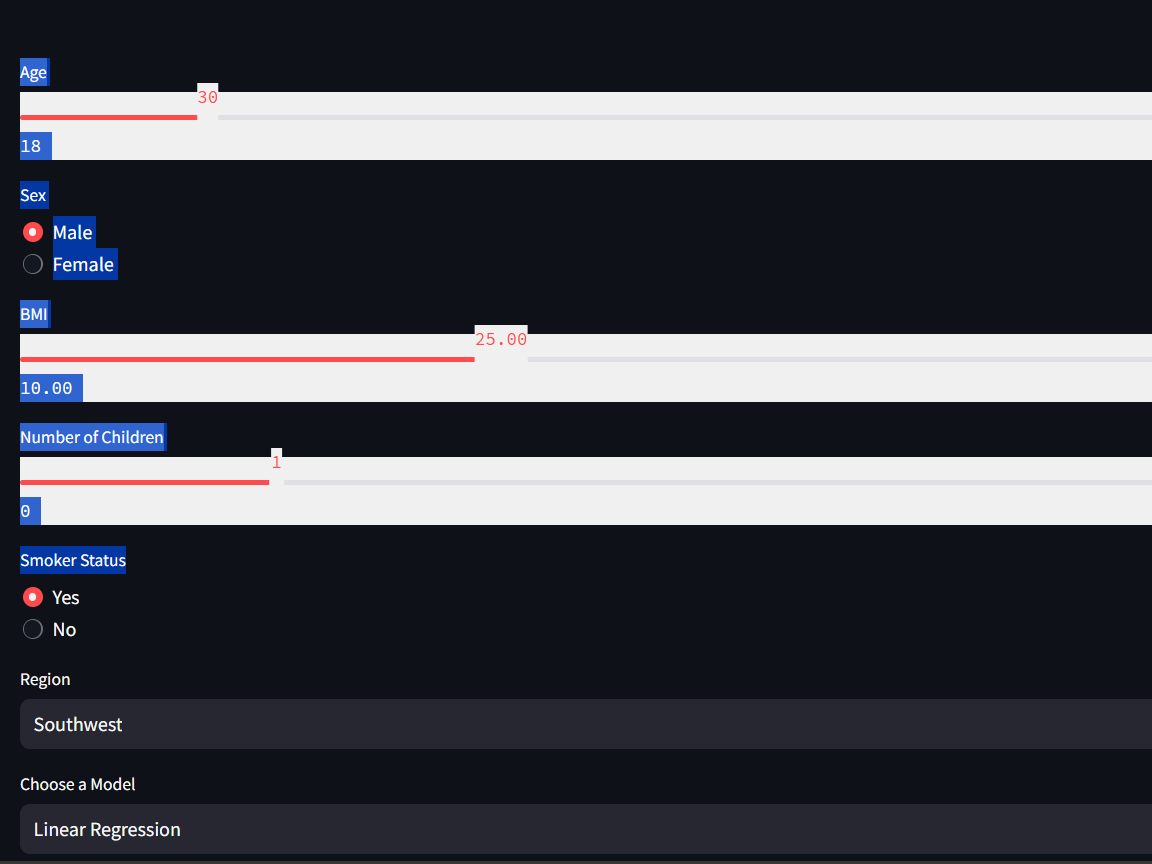 Age
30
18
Sex
Male
Female
BMI
25.00
10.00
Number of Children
1
0
Smoker Status
Yes
No
Region
Southwest
Choose a Model
Linear Regression